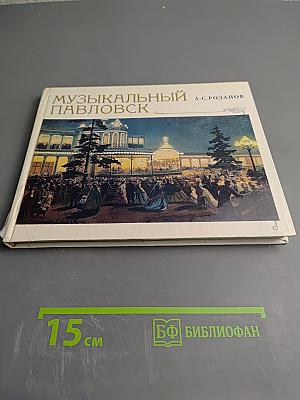 МУЗЫКАЛЬНЫЙ
ПАВЛОВСК
А.С.РОЗАНОВ
15 см
БФ БИБЛИОФАН